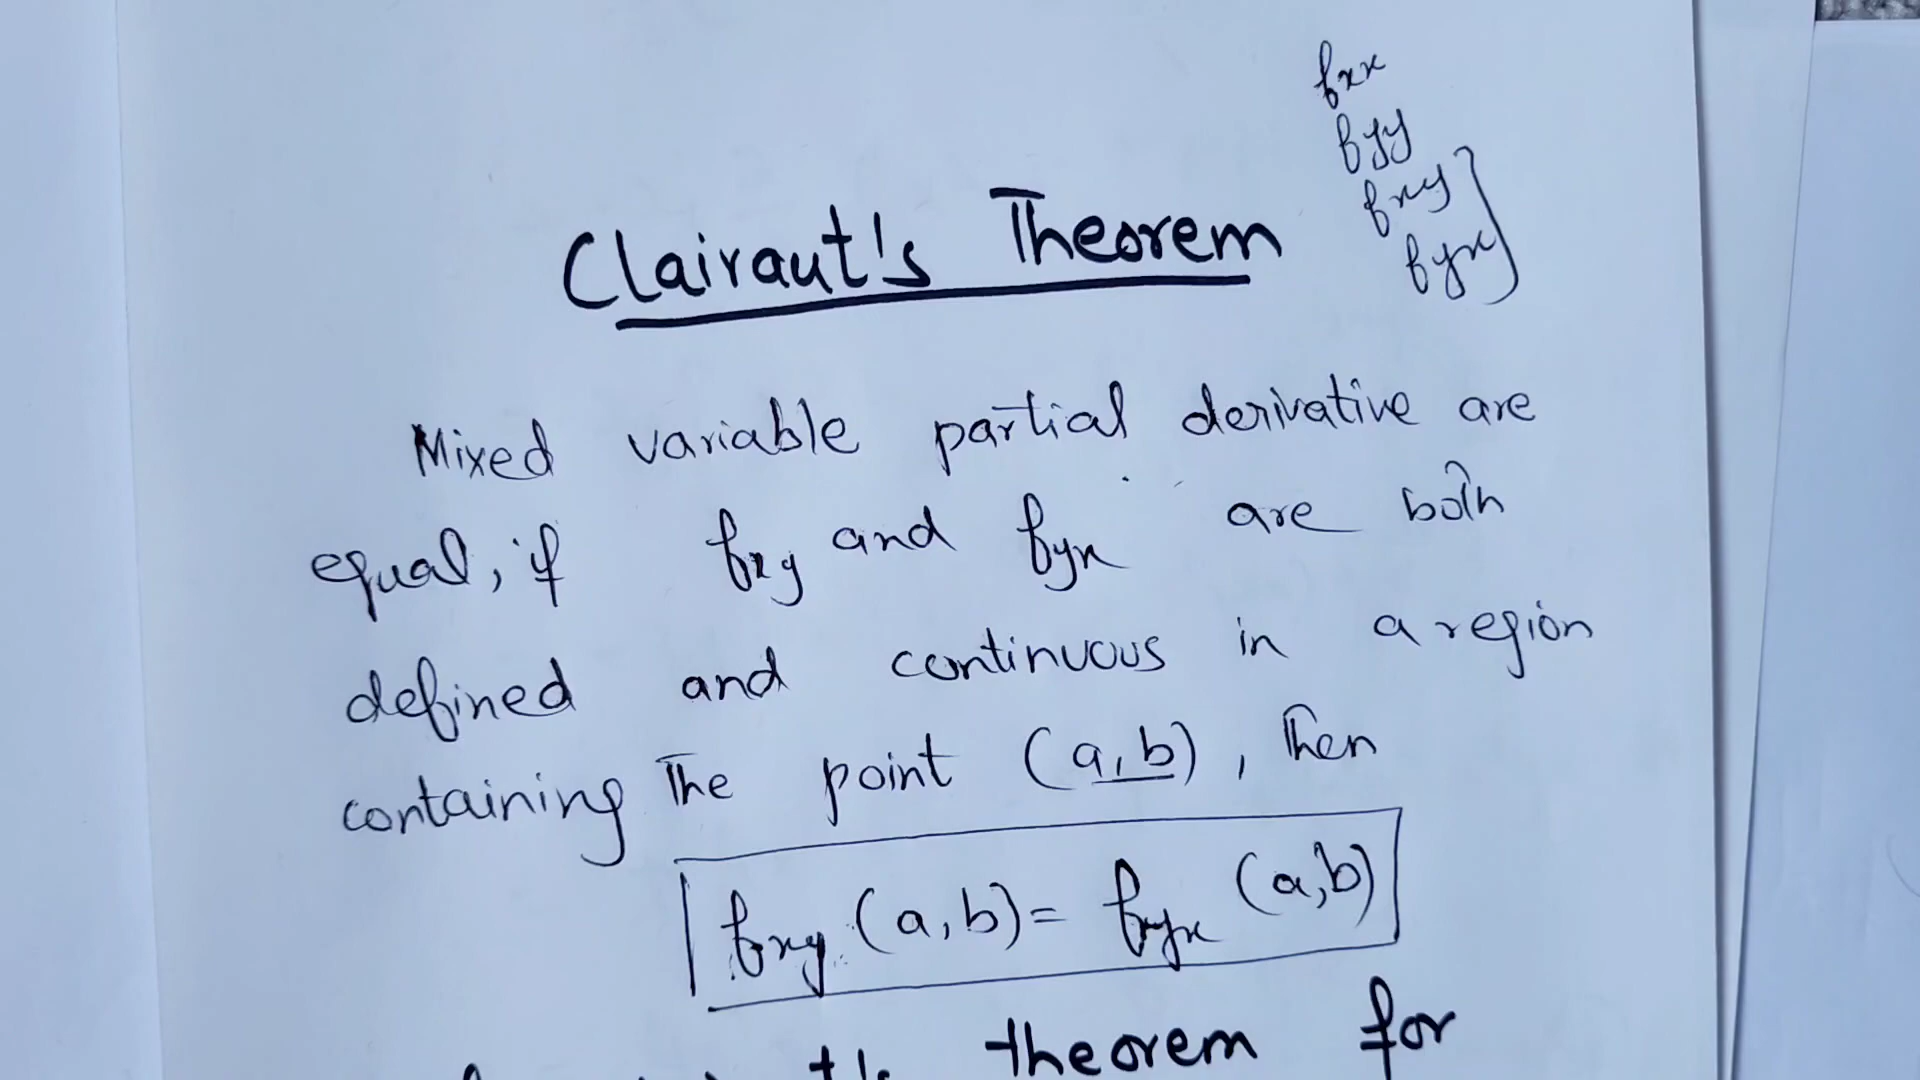 fxx
fyy
fxy
fyx
Clairaut's Theorem
Mixed variable partial derivative are
equal, if fxy and fyx are both
defined and continuous in a region
containing the point (a,b), Then
fxy (a,b) = fyx (a,b)
theorem for